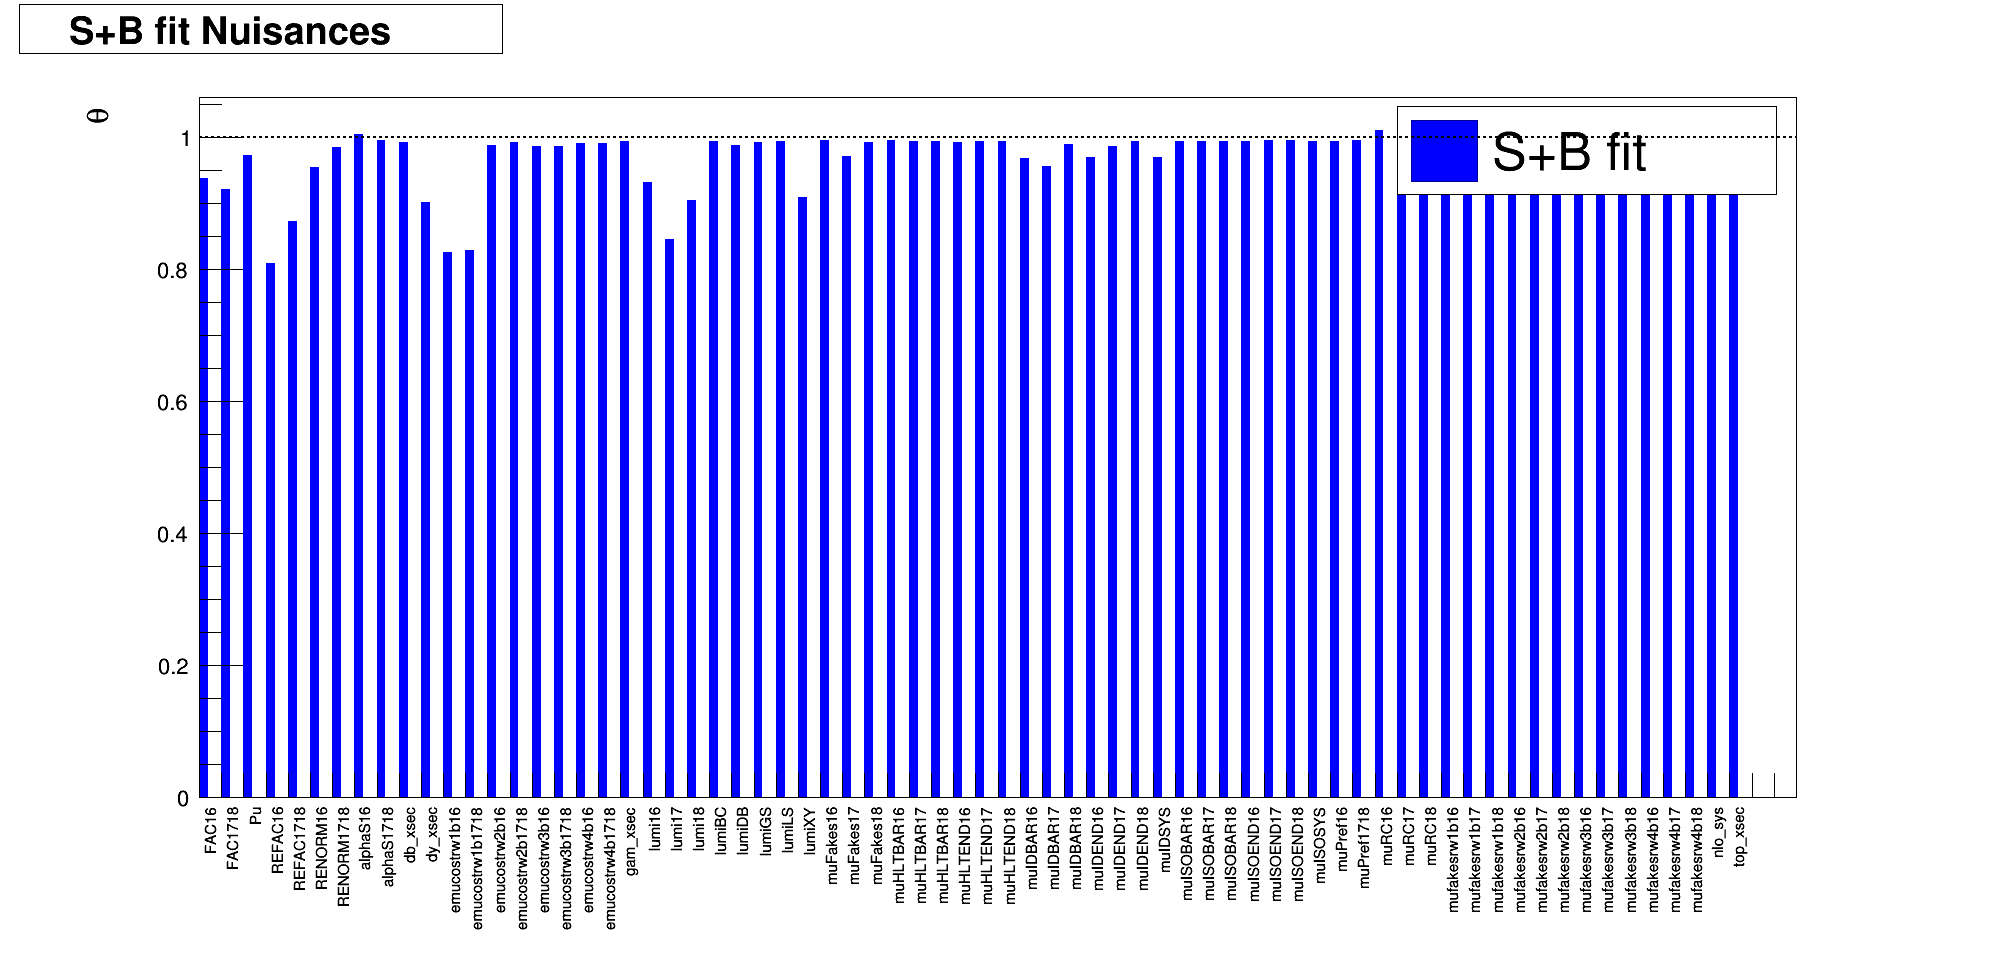 S+B fit Nuisances
θ
S+B fit
1
0.8
0.6
0.4
0.2
0
FAC16
FAC1718
Pu
REFAC16
REFAC1718
RENORM16
RENORM1718
alphaS16
alphaS1718
db_xsec
dy_xsec
emucostrw1b16
emucostrw1b1718
emucostrw2b16
emucostrw2b1718
emucostrw3b16
emucostrw3b1718
emucostrw4b16
emucostrw4b1718
gam_xsec
lumi16
lumi17
lumi18
lumiBC
lumiDB
lumiGS
lumiLS
lumiXY
muFakes16
muFakes17
muFakes18
muHLTBAR16
muHLTBAR17
muHLTBAR18
muHLTEND16
muHLTEND17
muHLTEND18
muIDBAR16
muIDBAR17
muIDBAR18
muIDEND16
muIDEND17
muIDEND18
muIDSYS
muISOBAR16
muISOBAR17
muISOBAR18
muISOEND16
muISOEND17
muISOEND18
muISOSYS
muPref16
muPref1718
muRC16
muRC17
muRC18
mufakesrw1b16
mufakesrw1b17
mufakesrw1b18
mufakesrw2b16
mufakesrw2b17
mufakesrw2b18
mufakesrw3b16
mufakesrw3b17
mufakesrw3b18
mufakesrw4b16
mufakesrw4b17
mufakesrw4b18
nlo_sys
top_xsec